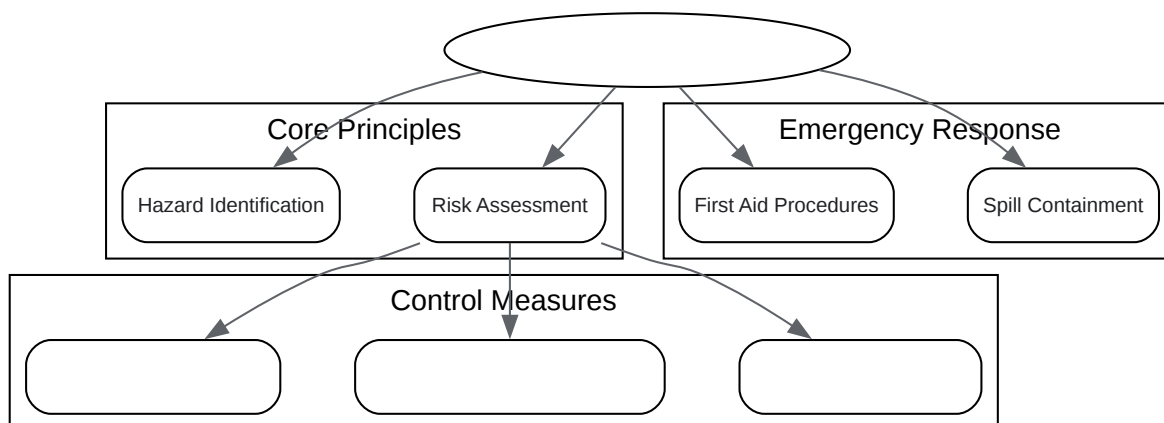 Core Principles
Emergency Response
Hazard Identification
Risk Assessment
First Aid Procedures
Spill Containment
Control Measures